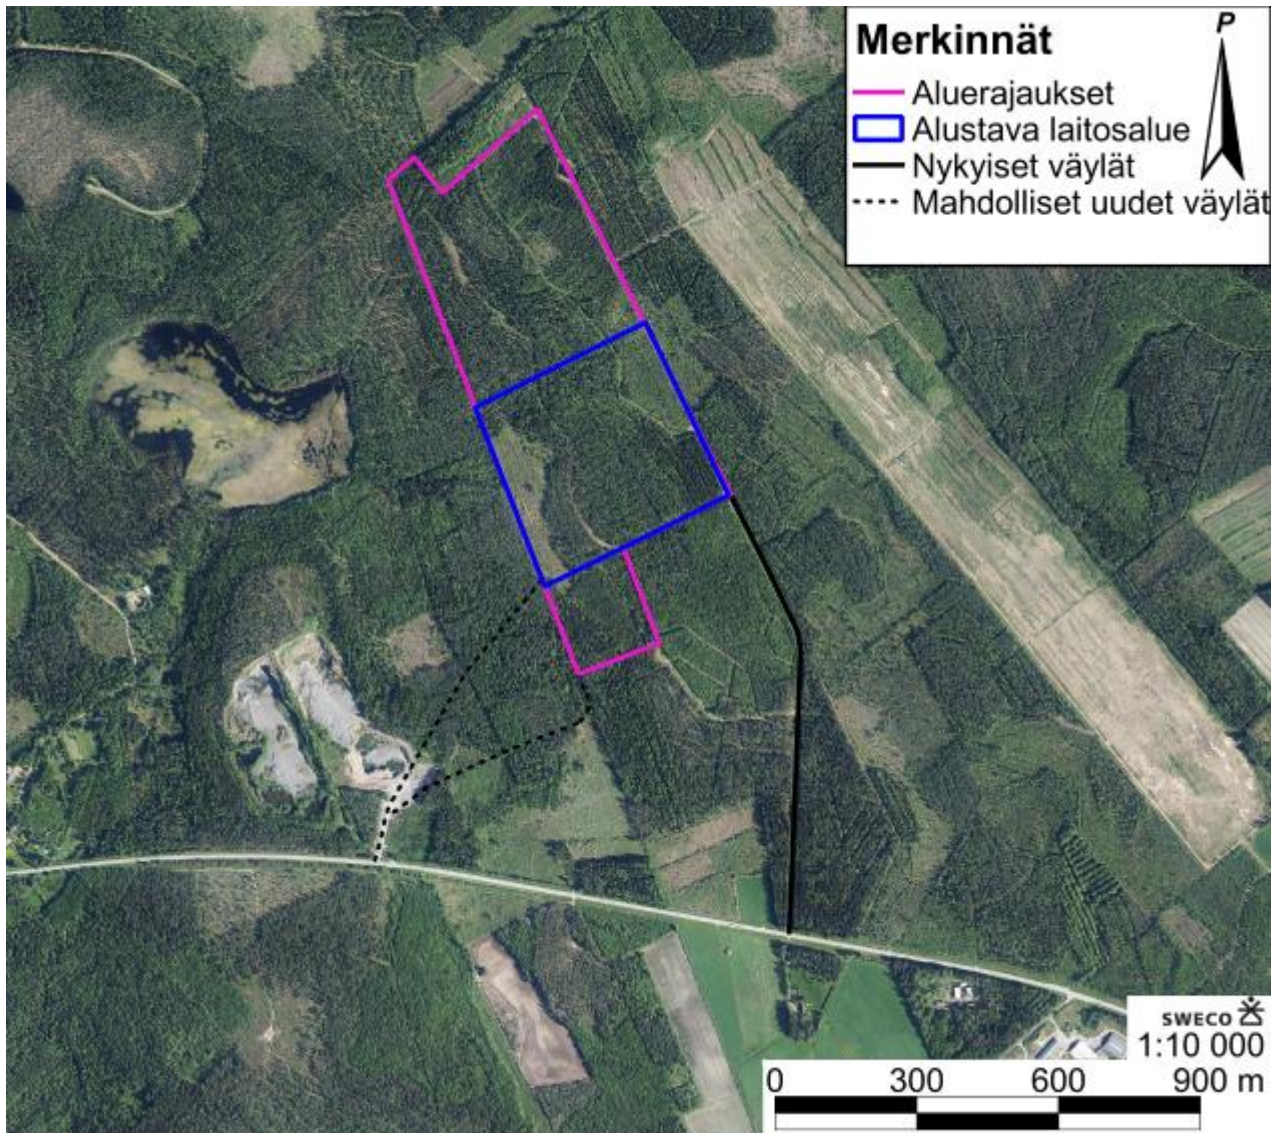 Merkinnät
P
Aluerajaukset
Alustava laitosalue
Nykyiset väylät
Mahdolliset uudet väylät
SWECO
1:10 000
0 300 600 900 m